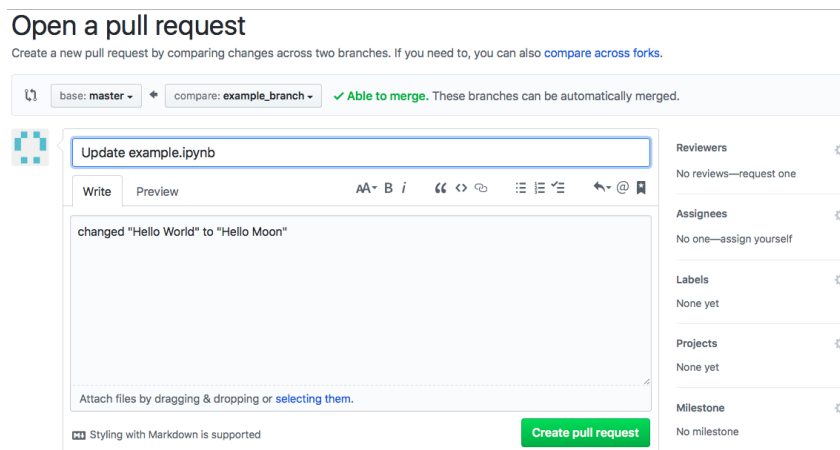 Open a pull request
Create a new pull request by comparing changes across two branches. If you need to, you can also compare across forks.
base: master
compare: example_branch
✓ Able to merge. These branches can be automatically merged.
Update example.ipynb
Write Preview AA B i “ <> @
changed "Hello World" to "Hello Moon"
Attach files by dragging & dropping or selecting them.
Styling with Markdown is supported
Create pull request
Reviewers
No reviews—request one
Assignees
No one—assign yourself
Labels
None yet
Projects
None yet
Milestone
No milestone